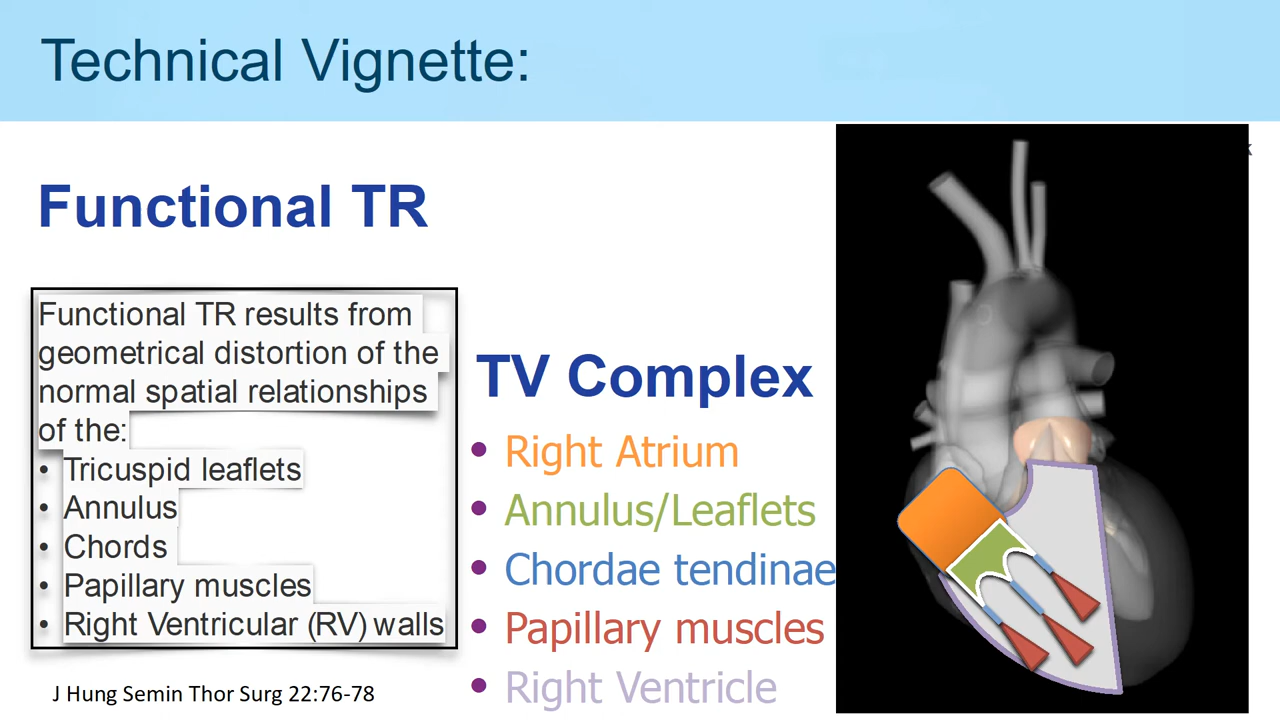 Technical Vignette:
Functional TR
Functional TR results from
geometrical distortion of the
normal spatial relationships
of the:
• Tricuspid leaflets
• Annulus
• Chords
• Papillary muscles
• Right Ventricular (RV) walls
J Hung Semin Thor Surg 22:76-78
TV Complex
• Right Atrium
• Annulus/Leaflets
• Chordae tendinae
• Papillary muscles
• Right Ventricle